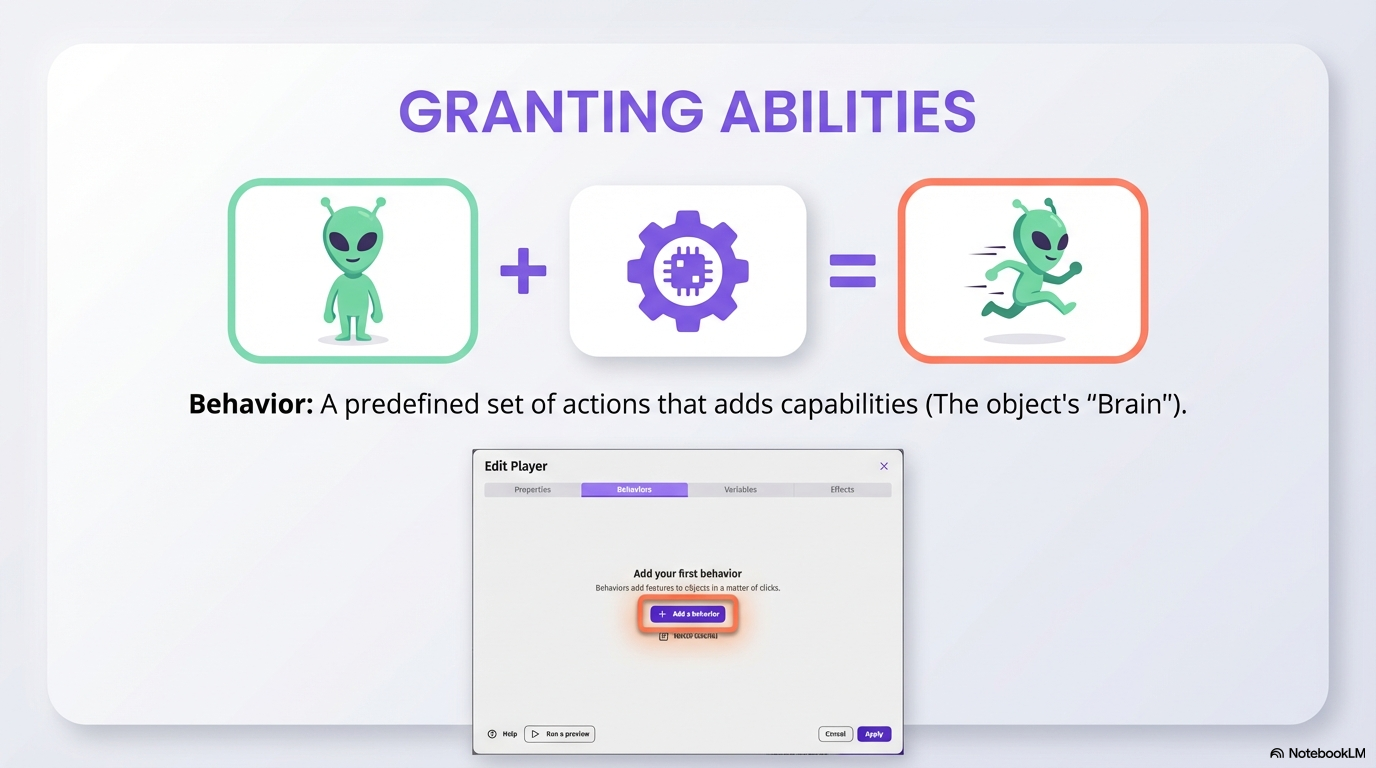 GRANTING ABILITIES
Behavior: A predefined set of actions that adds capabilities (The object's “Brain").
Edit Player
Properties Behaviors Variables Effects
Add your first behavior
Behaviors add features to objects in a matter of clicks.
+ Add a behavior
Help Run a preview Cancel Apply
NotebookLM